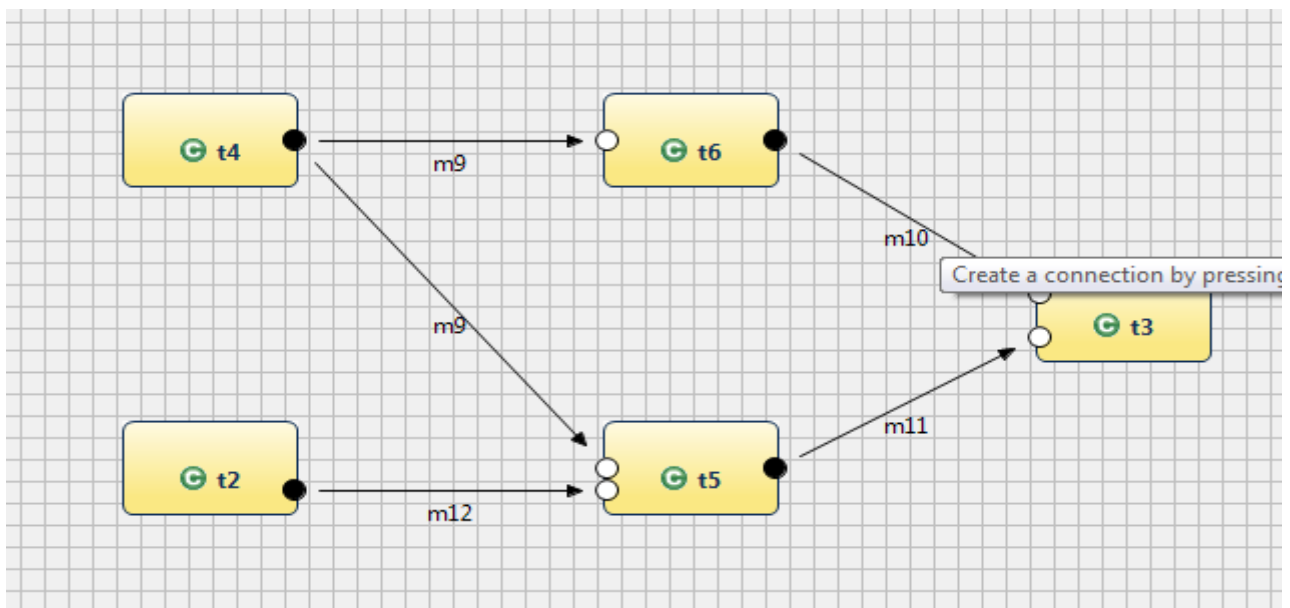 © t4
m9
© t6
m10
Create a connection by pressing
© t3
m9
m11
© t2
m12
© t5